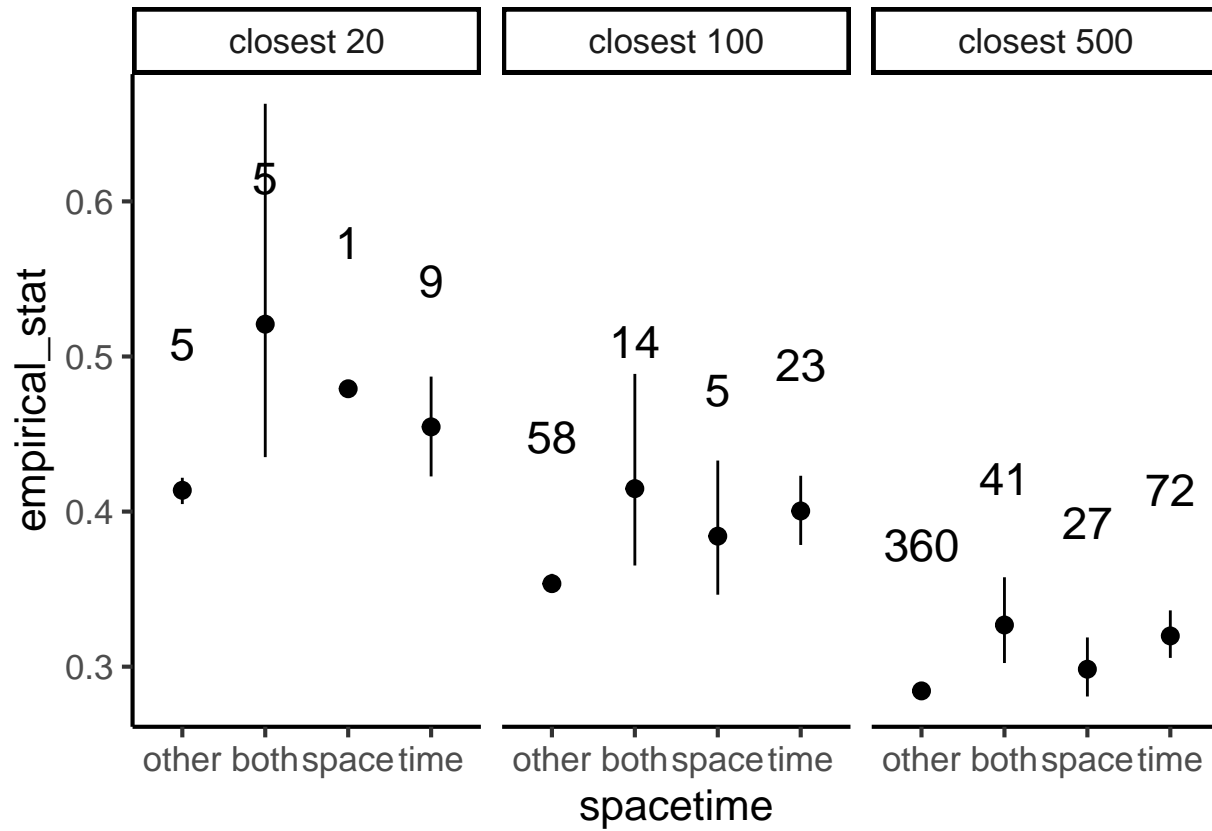 closest 20
closest 100
closest 500
empirical_stat
0.6
0.5
0.4
0.3
5
5
1
9
58
14
5
23
360
41
27
72
other both space time
other both space time
other both space time
spacetime